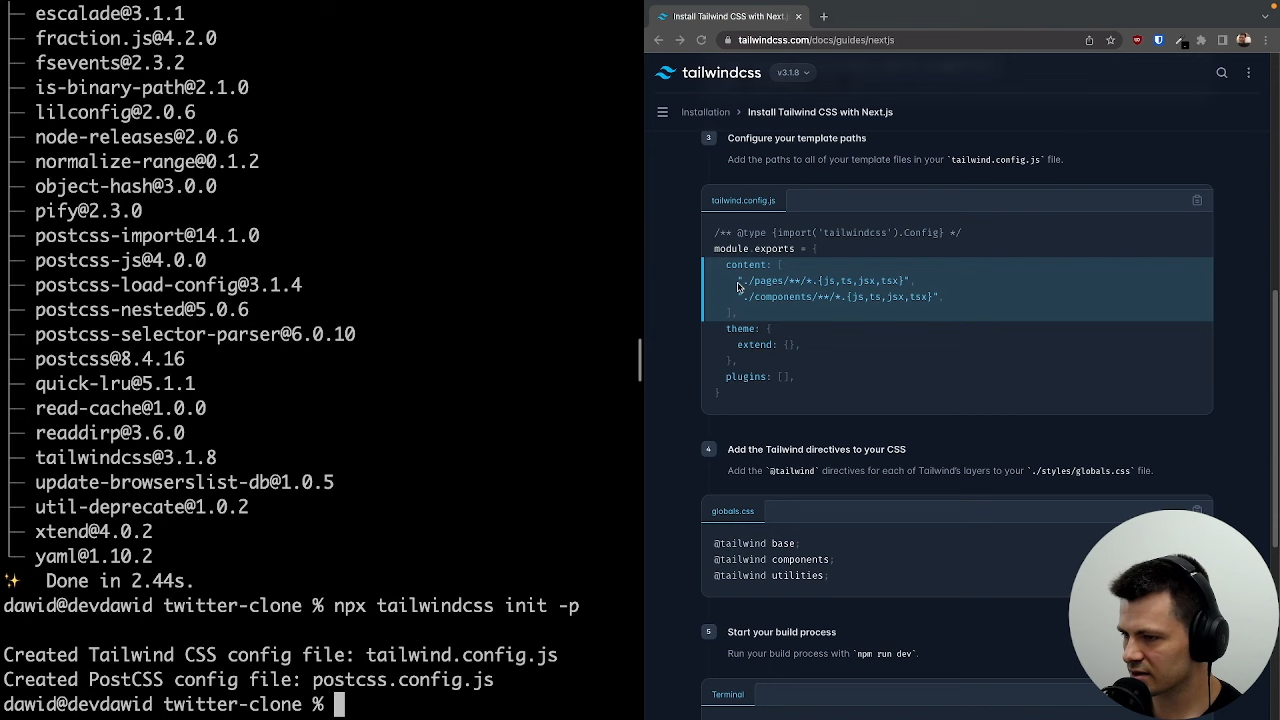 escalade@3.1.1
fraction.js@4.2.0
fsevents@2.3.2
is-binary-path@2.1.0
lilconfig@2.0.6
node-releases@2.0.6
normalize-range@0.1.2
object-hash@3.0.0
pify@2.3.0
postcss-import@14.1.0
postcss-js@4.0.0
postcss-load-config@3.1.4
postcss-nested@5.0.6
postcss-selector-parser@6.0.10
postcss@8.4.16
quick-lru@5.1.1
read-cache@1.0.0
readdirp@3.6.0
tailwindcss@3.1.8
update-browserslist-db@1.0.5
util-deprecate@1.0.2
xtend@4.0.2
yaml@1.10.2
✨ Done in 2.44s.
dawid@devdawid twitter-clone % npx tailwindcss init -p
Created Tailwind CSS config file: tailwind.config.js
Created PostCSS config file: postcss.config.js
dawid@devdawid twitter-clone %
Install Tailwind CSS with Next.
tailwindcss.com/docs/guides/nextjs
tailwindcss v3.1.8
Installation > Install Tailwind CSS with Next.js
3 Configure your template paths
Add the paths to all of your template files in your `tailwind.config.js` file.
tailwind.config.js
/** @type {import('tailwindcss').Config} */
module.exports = {
content: [
"./pages/**/*.{js,ts,jsx,tsx}",
"./components/**/*.{js,ts,jsx,tsx}",
],
theme: {
extend: {},
},
plugins: [],
}
4 Add the Tailwind directives to your CSS
Add the `@tailwind` directives for each of Tailwind's layers to your `./styles/globals.css` file.
globals.css
@tailwind base;
@tailwind components;
@tailwind utilities;
5 Start your build process
Run your build process with `npm run dev`.
Terminal